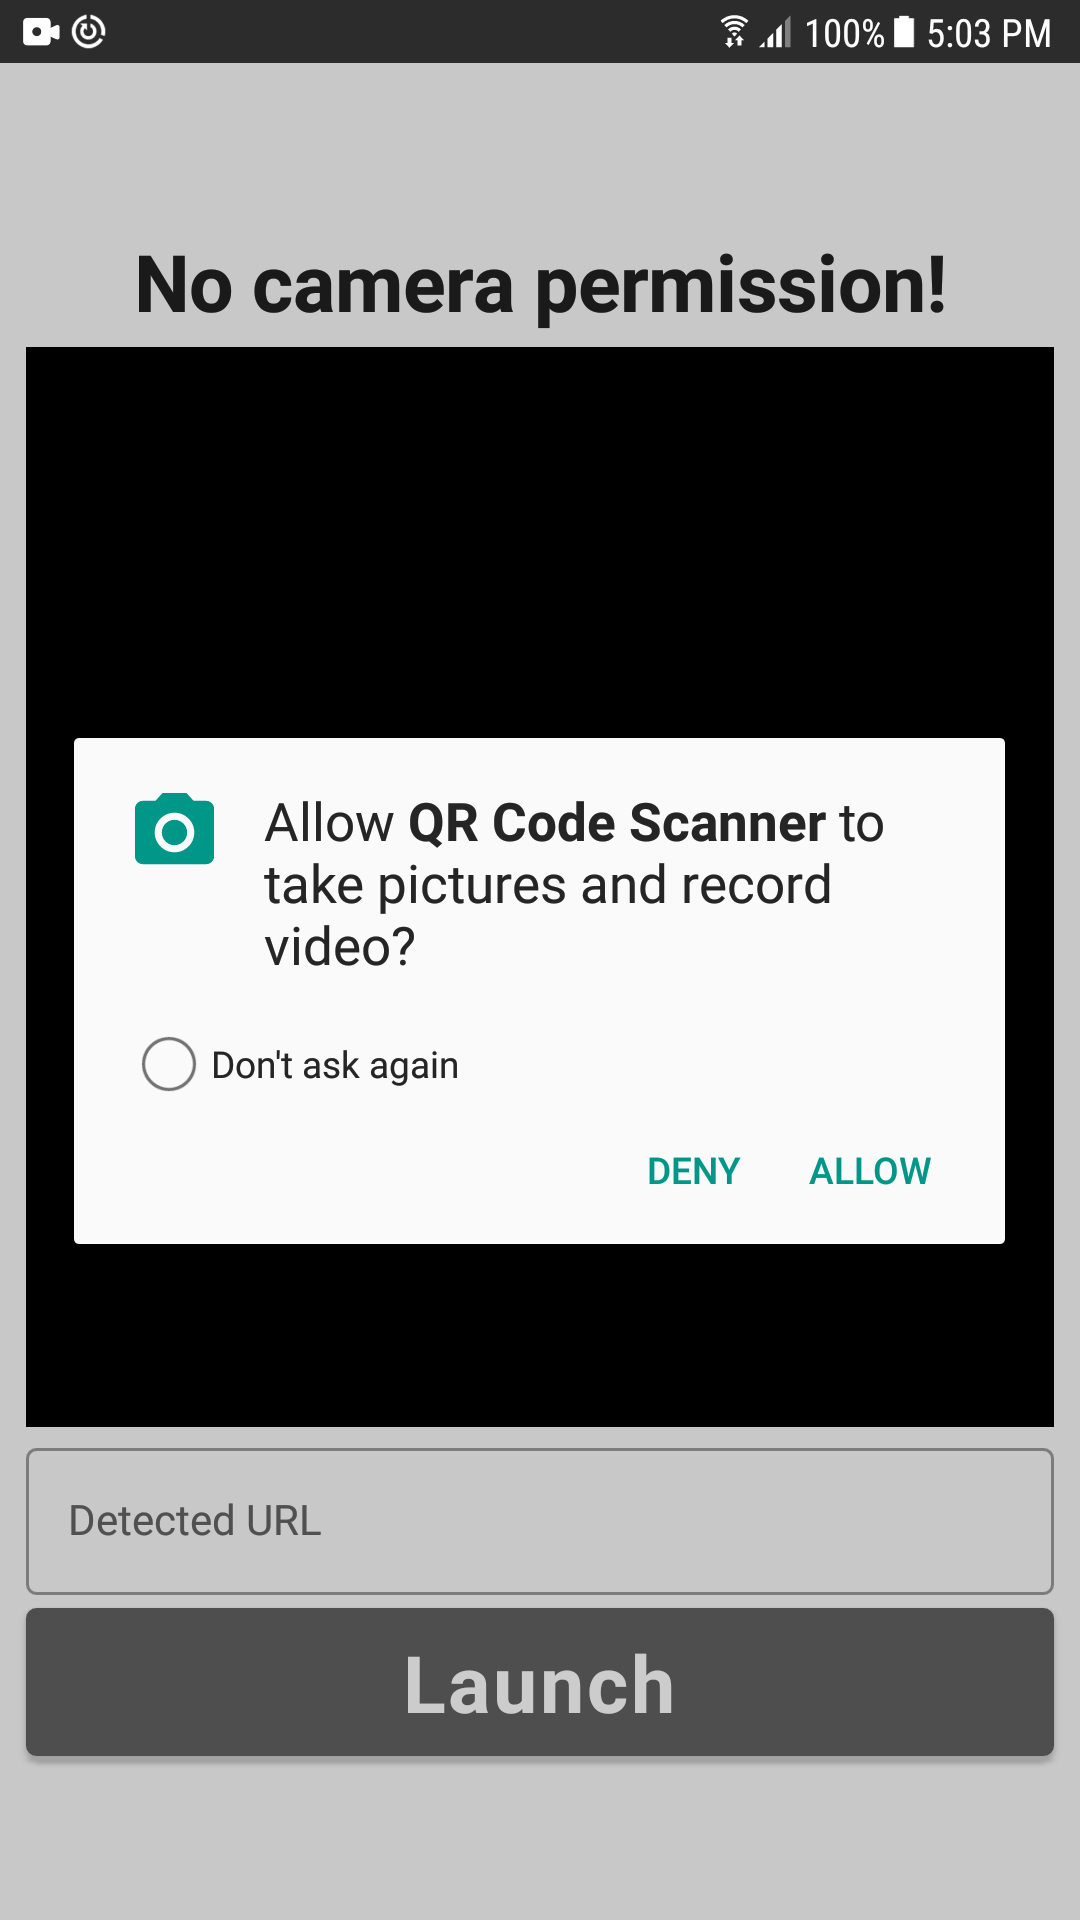 100% 5:03 PM
No camera permission!
Allow QR Code Scanner to
take pictures and record
video?
Don't ask again
DENY ALLOW
Detected URL
Launch